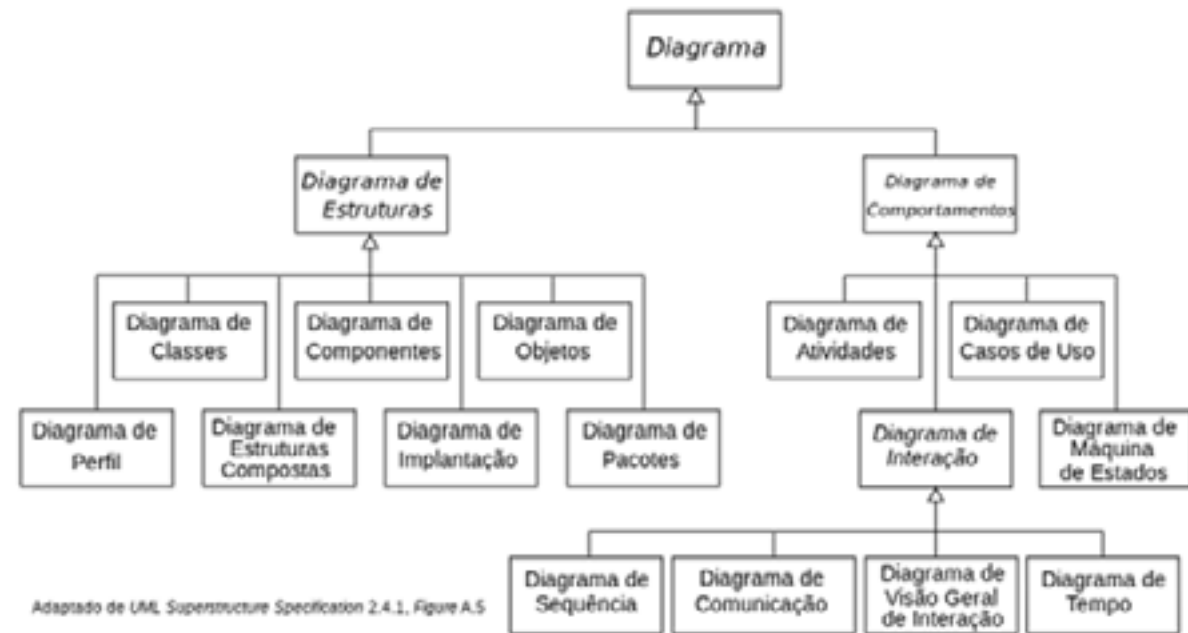 Diagrama
Diagrama de
Estruturas
Diagrama de
Comportamentos
Diagrama de
Classes
Diagrama de
Componentes
Diagrama de
Objetos
Diagrama de
Atividades
Diagrama de
Casos de Uso
Diagrama de
Perfil
Diagrama de
Estruturas
Compostas
Diagrama de
Implantação
Diagrama de
Pacotes
Diagrama de
Interação
Diagrama de
Máquina
de Estados
Diagrama de
Sequência
Diagrama de
Comunicação
Diagrama de
Visão Geral
de Interação
Diagrama de
Tempo
Adaptado de UML Superstructure Specification 2.4.1, Figure A.5